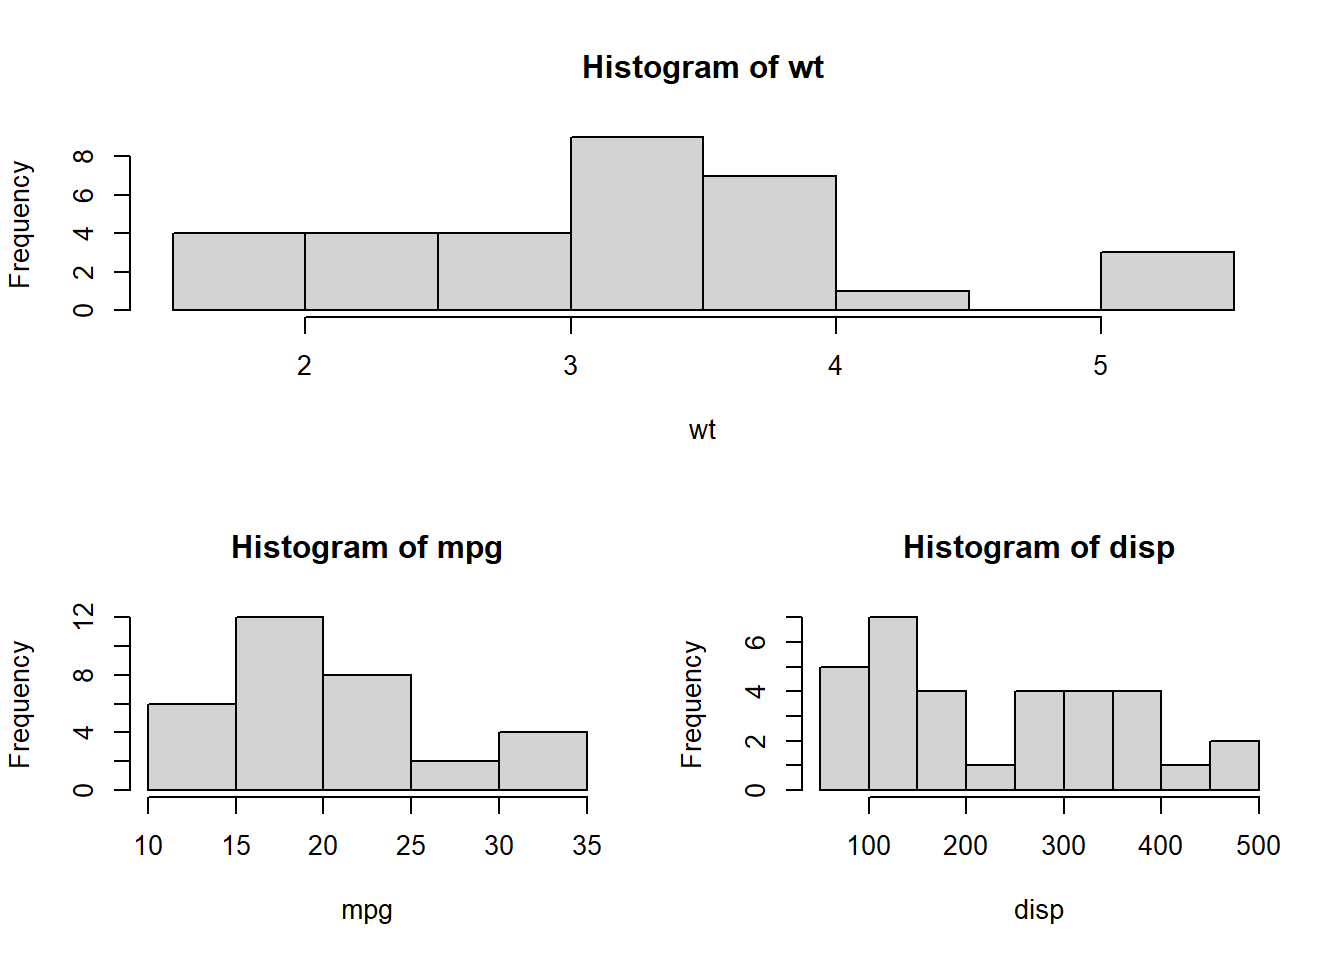 Histogram of wt
Frequency
0 2 4 6 8
2 3 4 5
wt
Histogram of mpg
Frequency
0 4 8 12
10 15 20 25 30 35
mpg
Histogram of disp
Frequency
0 2 4 6
100 200 300 400 500
disp